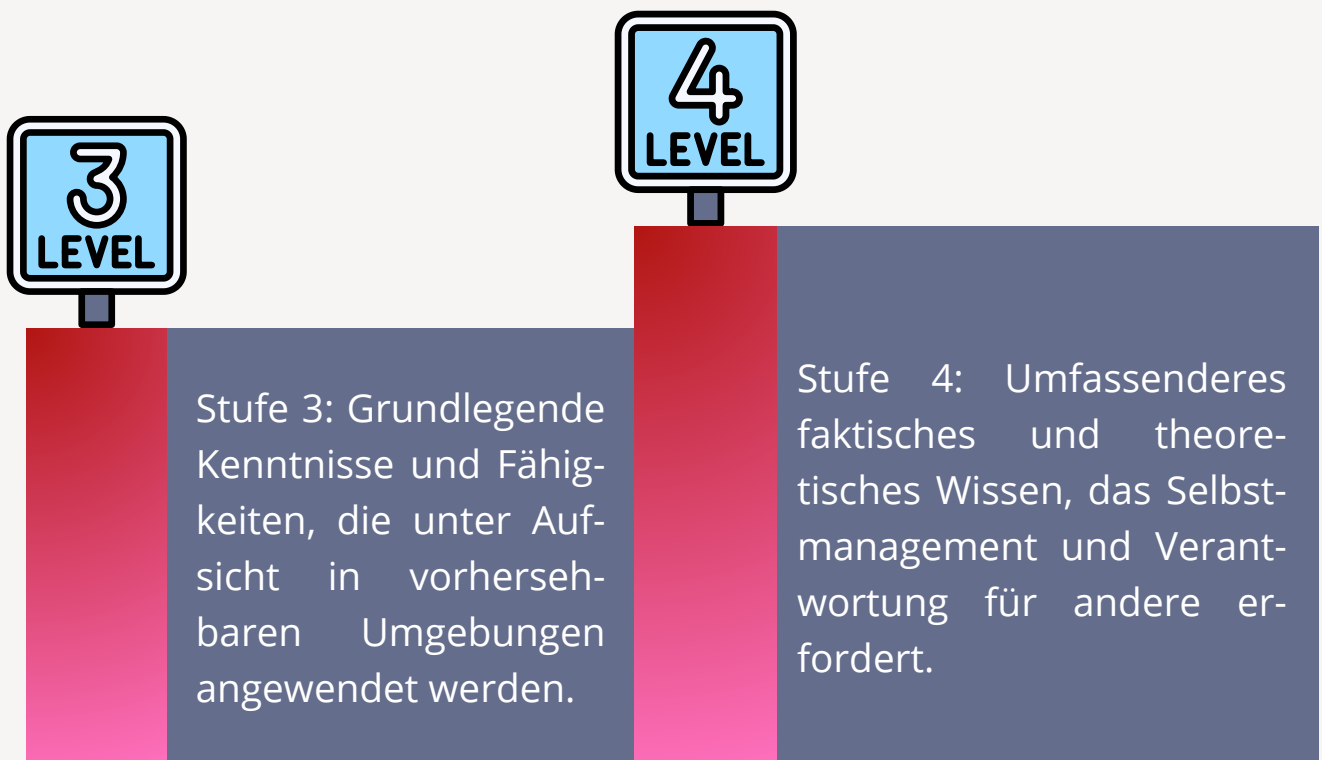 3
LEVEL
Stufe 3: Grundlegende
Kenntnisse und Fähig-
keiten, die unter Auf-
sicht in vorherseh-
baren Umgebungen
angewendet werden.
4
LEVEL
Stufe 4: Umfassenderes
faktisches und theore-
tisches Wissen, das Selbst-
management und Verant-
wortung für andere er-
fordert.